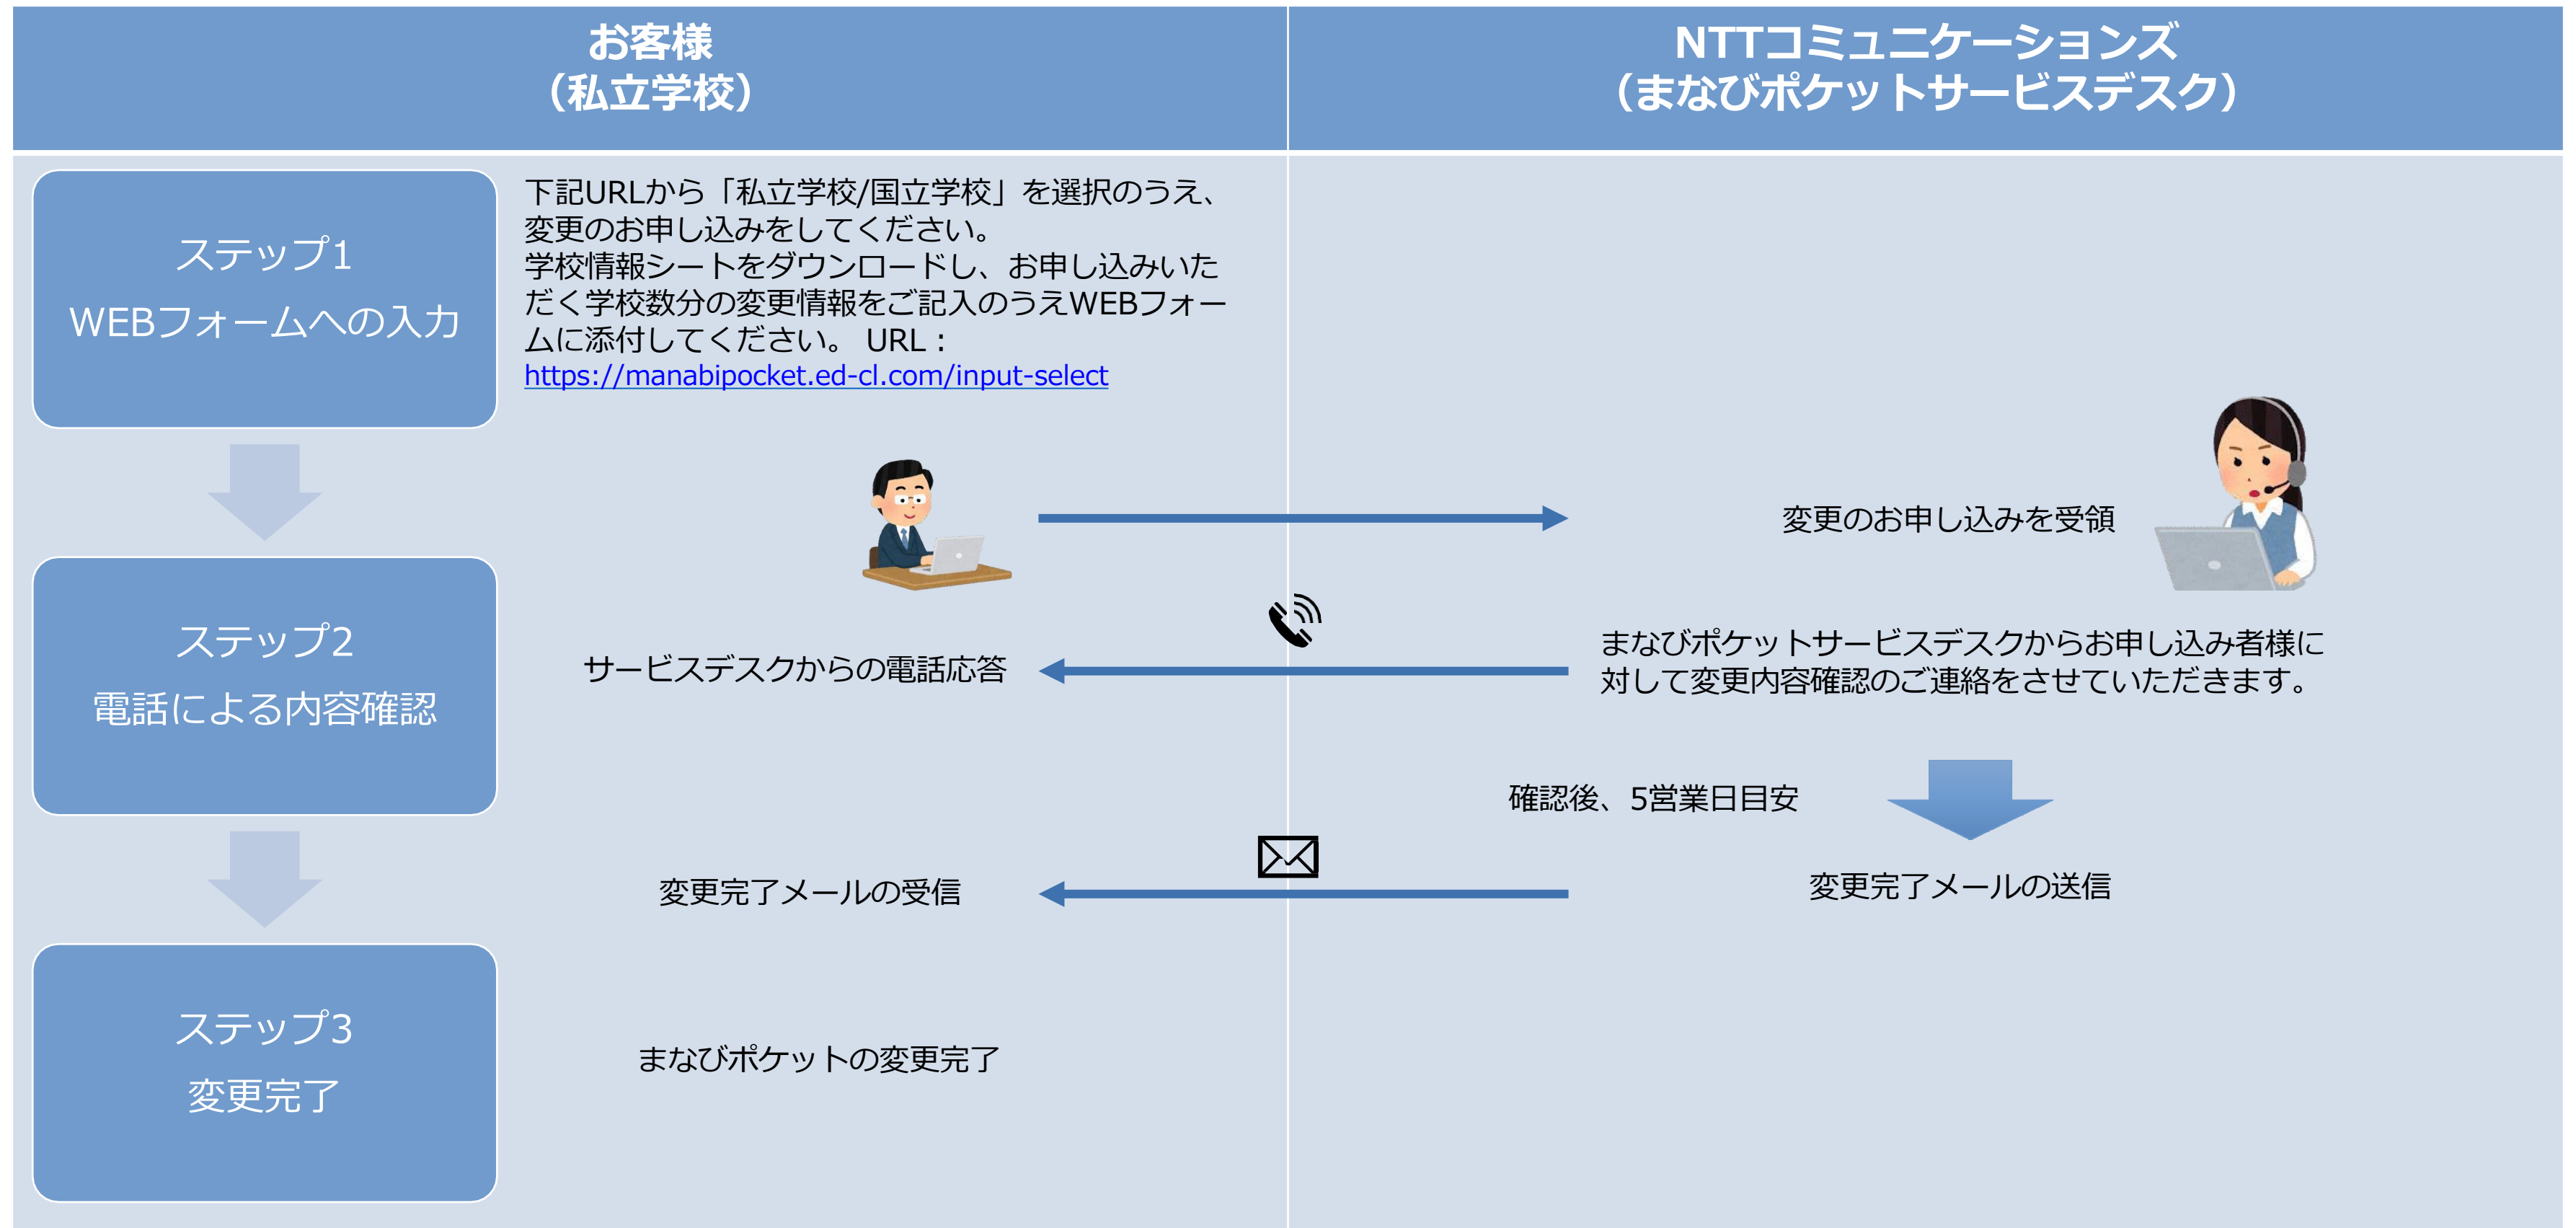 お客様
（私立学校）
NTTコミュニケーションズ
（まなびポケットサービスデスク）
ステップ1
WEBフォームへの入力
下記URLから「私立学校/国立学校」を選択のうえ、
変更のお申し込みをしてください。
学校情報シートをダウンロードし、お申し込みいた
だく学校数分の変更情報をご記入のうえWEBフォー
ムに添付してください。 URL：
https://manabipocket.ed-cl.com/input-select
変更のお申し込みを受領
ステップ2
電話による内容確認
サービスデスクからの電話応答
まなびポケットサービスデスクからお申し込み者様に
対して変更内容確認のご連絡をさせていただきます。
確認後、5営業日目安
変更完了メールの受信
変更完了メールの送信
ステップ3
変更完了
まなびポケットの変更完了